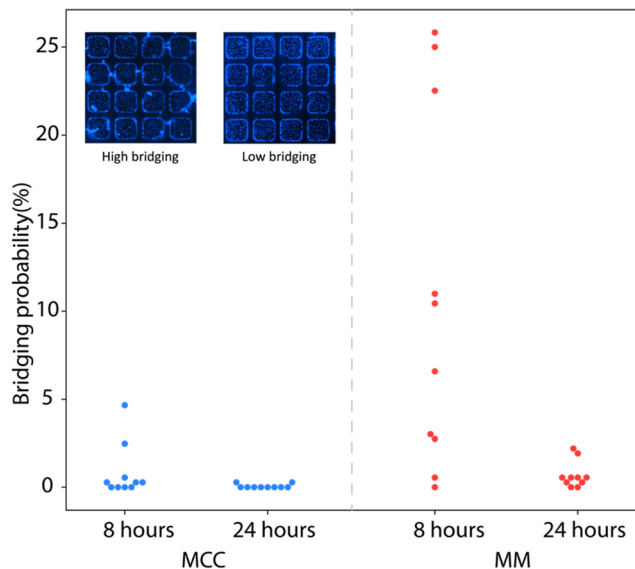 Bridging probability(%)
25
20
15
10
5
0
High bridging
Low bridging
8 hours
24 hours
8 hours
24 hours
MCC
MM